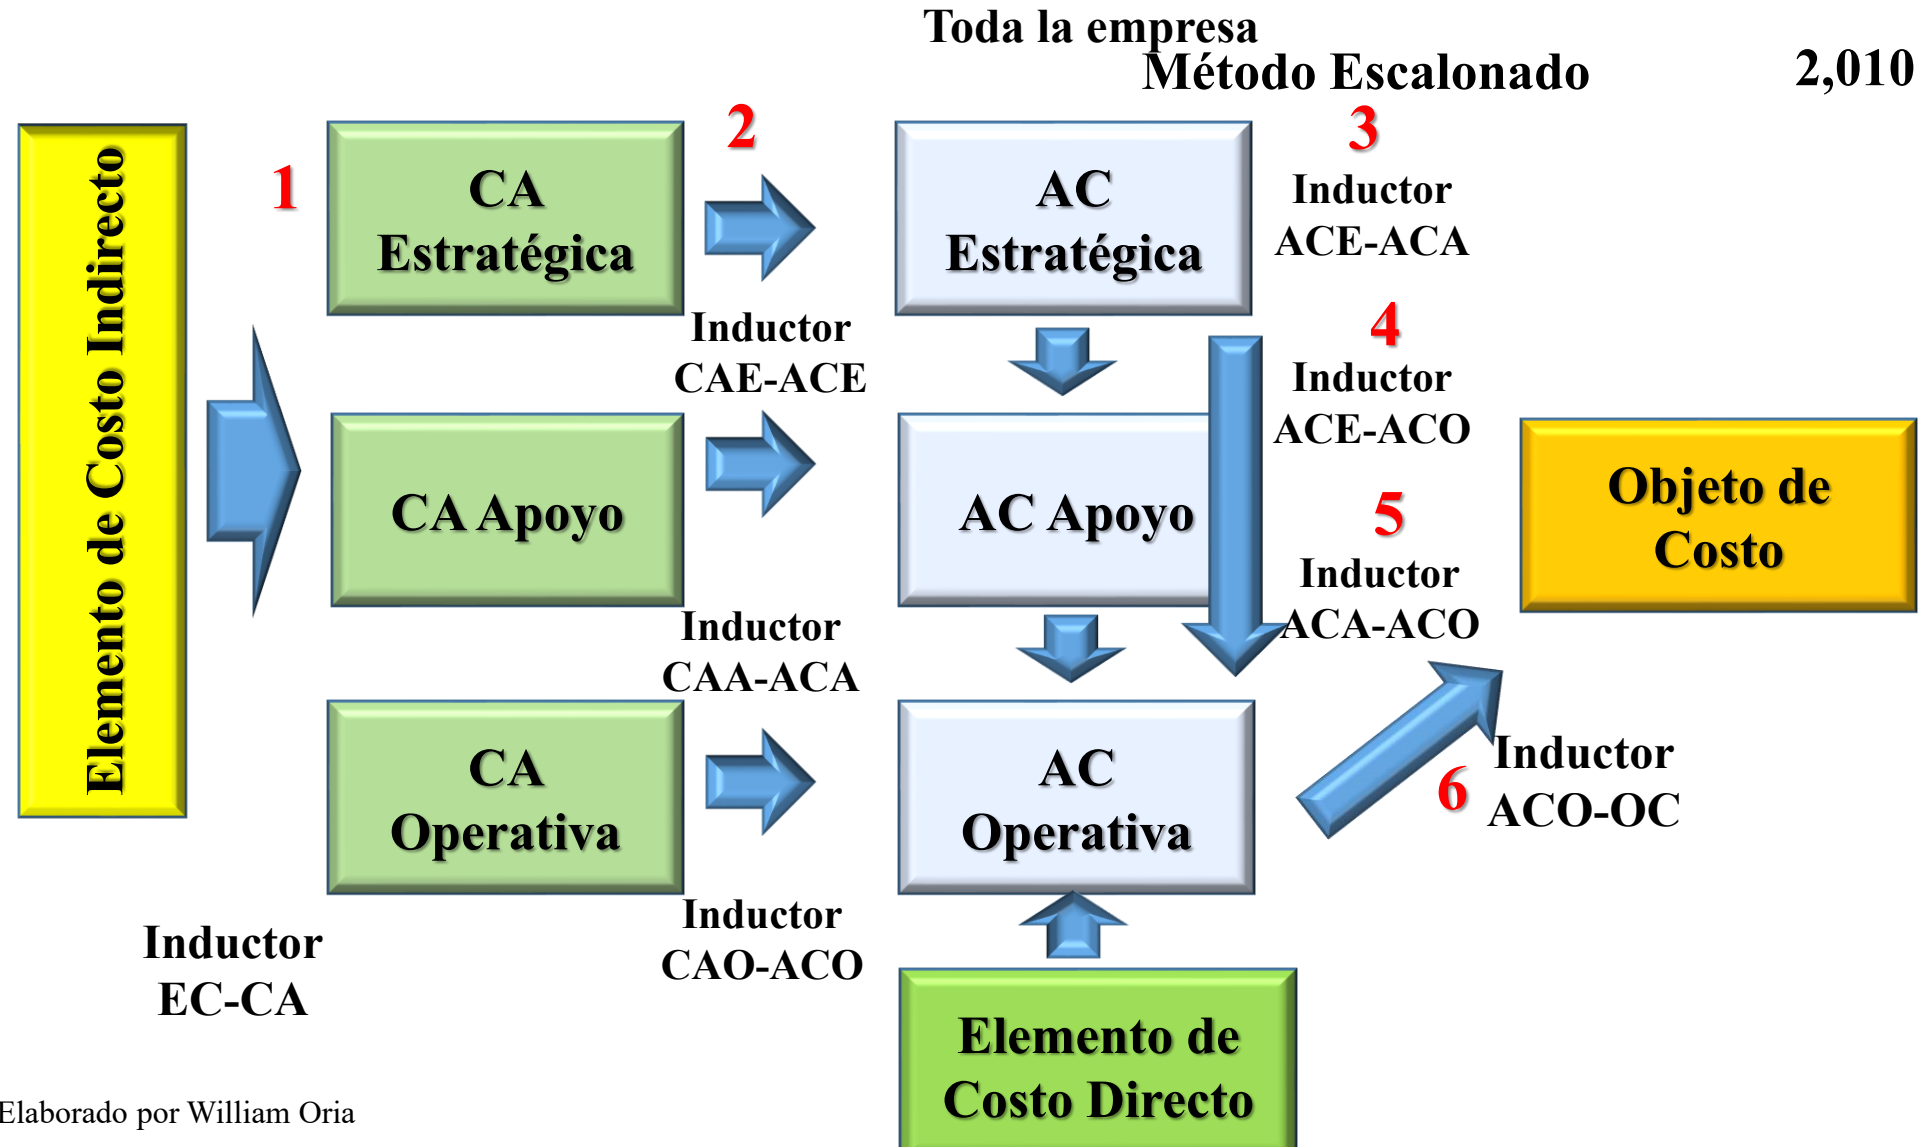 Toda la empresa
Método Escalonado
2,010
Elemento de Costo Indirecto
1
CA
Estratégica
2
AC
Estratégica
3
Inductor
ACE-ACA
Inductor
CAE-ACE
4
Inductor
ACE-ACO
CA Apoyo
AC Apoyo
5
Inductor
ACA-ACO
Objeto de
Costo
Inductor
CAA-ACA
CA
Operativa
AC
Operativa
6
Inductor
ACO-OC
Inductor
CAO-ACO
Inductor
EC-CA
Elemento de
Costo Directo
Elaborado por William Oria